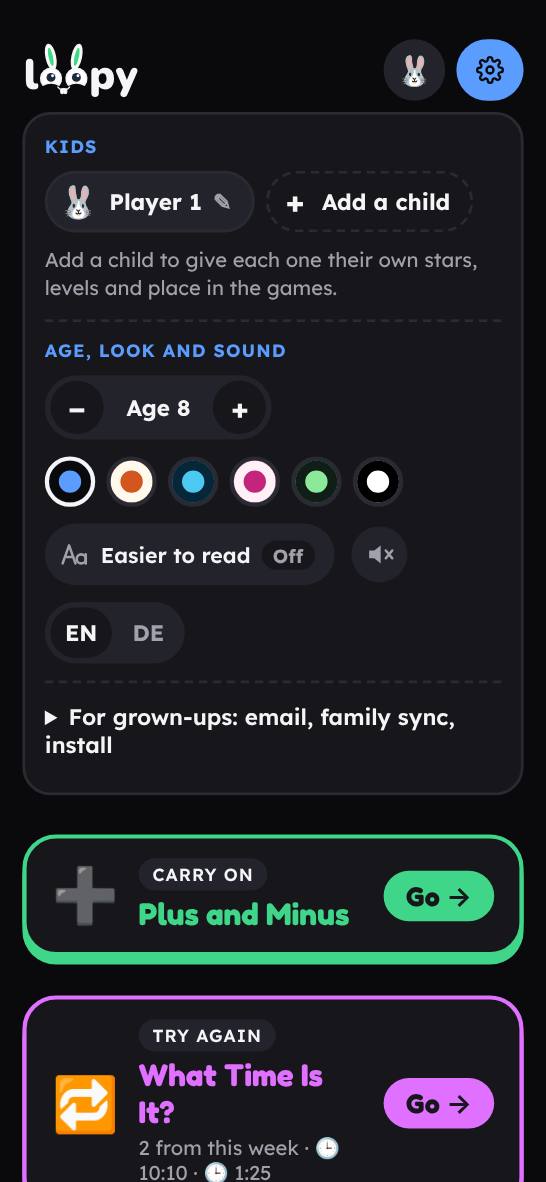 loopy
KIDS
Player 1 ✎
+ Add a child
Add a child to give each one their own stars,
levels and place in the games.
AGE, LOOK AND SOUND
– Age 8 +
Aa Easier to read Off
EN DE
▶ For grown-ups: email, family sync,
install
CARRY ON
Plus and Minus
Go →
TRY AGAIN
What Time Is
It?
Go →
2 from this week · 🕒
10:10 · 🕒 1:25